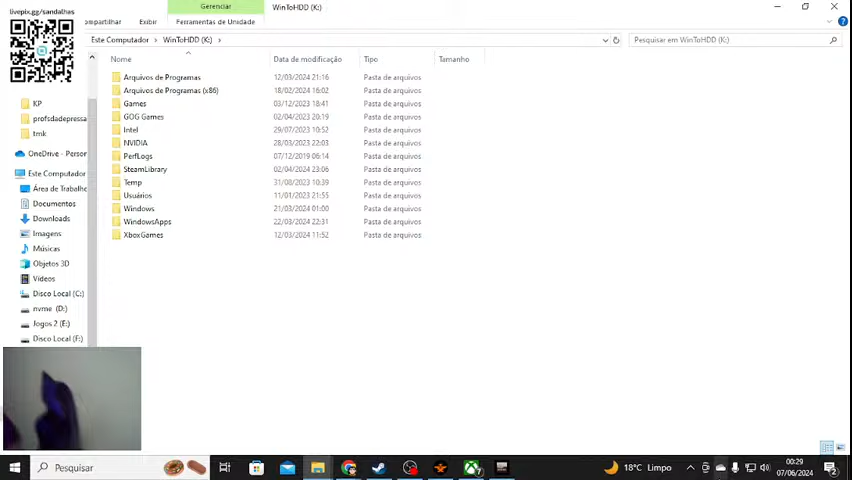 livepix.gg/sandalhas
Gerenciar
WinToHDD (K:)
ompartilhar
Exibir
Ferramentas de Unidade
Este Computador > WinToHDD (K:) >
Pesquisar em WinToHDD (K:)
Nome Data de modificação Tipo Tamanho
Arquivos de Programas 12/03/2024 21:16 Pasta de arquivos
Arquivos de Programas (x86) 18/02/2024 16:02 Pasta de arquivos
Games 03/12/2023 18:41 Pasta de arquivos
GOG Games 02/04/2023 20:19 Pasta de arquivos
Intel 29/07/2023 10:52 Pasta de arquivos
NVIDIA 28/03/2023 22:03 Pasta de arquivos
PerfLogs 07/12/2019 06:14 Pasta de arquivos
SteamLibrary 02/04/2024 23:06 Pasta de arquivos
Temp 31/08/2023 10:39 Pasta de arquivos
Usuários 11/01/2023 21:55 Pasta de arquivos
Windows 21/03/2024 01:00 Pasta de arquivos
WindowsApps 22/03/2024 22:31 Pasta de arquivos
XboxGames 12/03/2024 11:52 Pasta de arquivos
KP
profsdadepressa
tmk
OneDrive - Person
Este Computador
Área de Trabalho
Documentos
Downloads
Imagens
Músicas
Objetos 3D
Vídeos
Disco Local (C:)
nvme (D:)
Jogos 2 (E:)
Disco Local (F:)
Pesquisar
18°C Limpo
00:29
07/06/2024